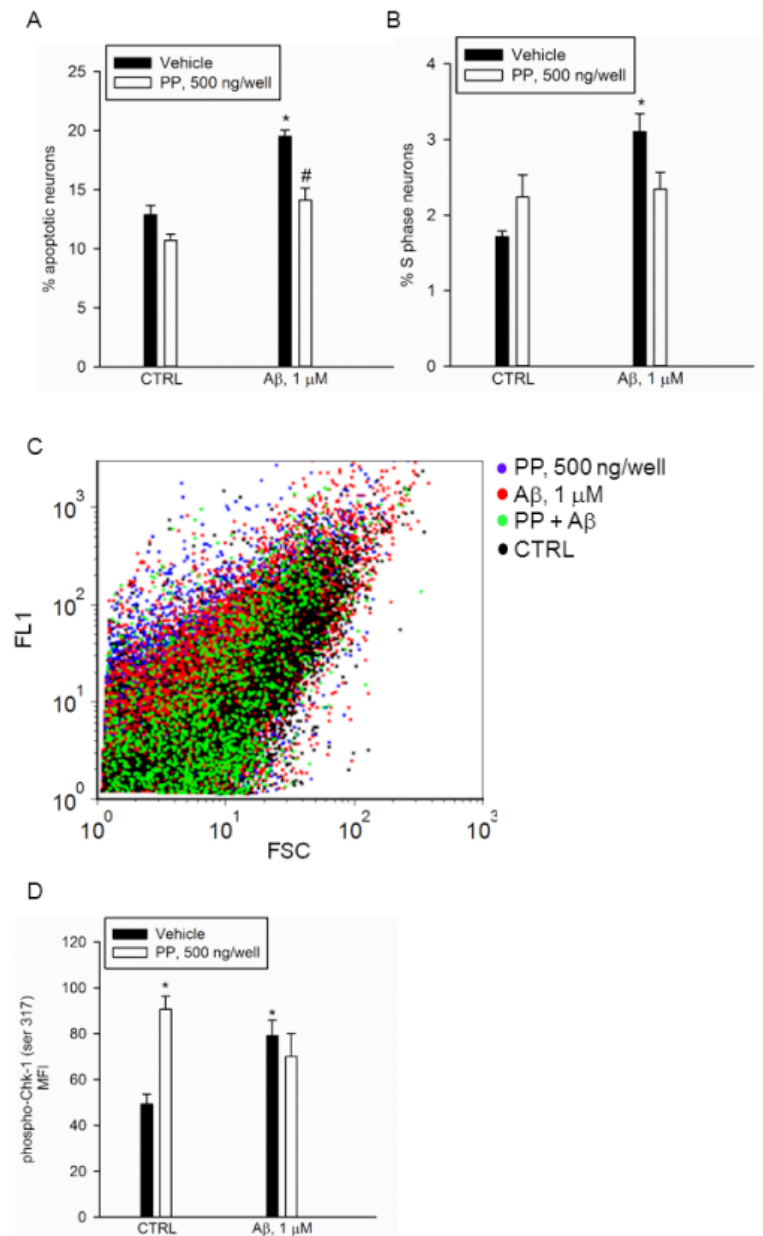 A
Vehicle
PP, 500 ng/well
25
20
15
10
5
0
% apoptotic neurons
*
#
CTRL
Aβ, 1 μM
B
Vehicle
PP, 500 ng/well
4
3
2
1
0
% S phase neurons
*
CTRL
Aβ, 1 μM
C
PP, 500 ng/well
Aβ, 1 μM
PP + Aβ
CTRL
10³
10²
10¹
10⁰
FL1
10⁰
10¹
10²
10³
FSC
D
Vehicle
PP, 500 ng/well
120
100
80
60
40
20
0
phospho-Chk-1 (ser 317)
MFI
*
*
CTRL
Aβ, 1 μM